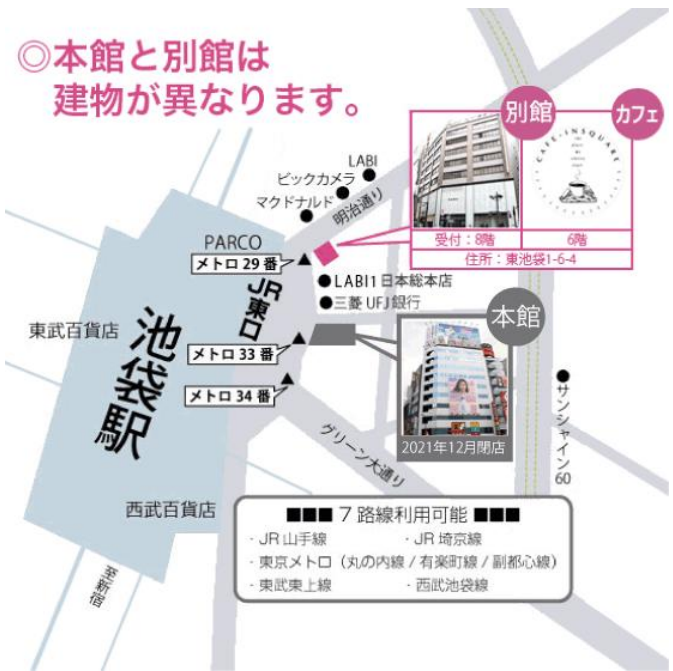 ◎本館と別館は
建物が異なります。
別館
カフェ
CAFE・INSQUARE
受付：8階
6階
住所：東池袋1-6-4
LABI
ビックカメラ
マクドナルド
明治通り
PARCO
メトロ 29 番
JR東口
LABI1 日本総本店
三菱 UFJ 銀行
本館
2021年12月閉店
東武百貨店
池袋駅
メトロ 33 番
メトロ 34 番
サンシャイン60
グリーン大通り
西武百貨店
至新宿
■■■ 7 路線利用可能 ■■■
・JR 山手線
・JR 埼京線
・東京メトロ（丸の内線 / 有楽町線 / 副都心線）
・東武東上線
・西武池袋線